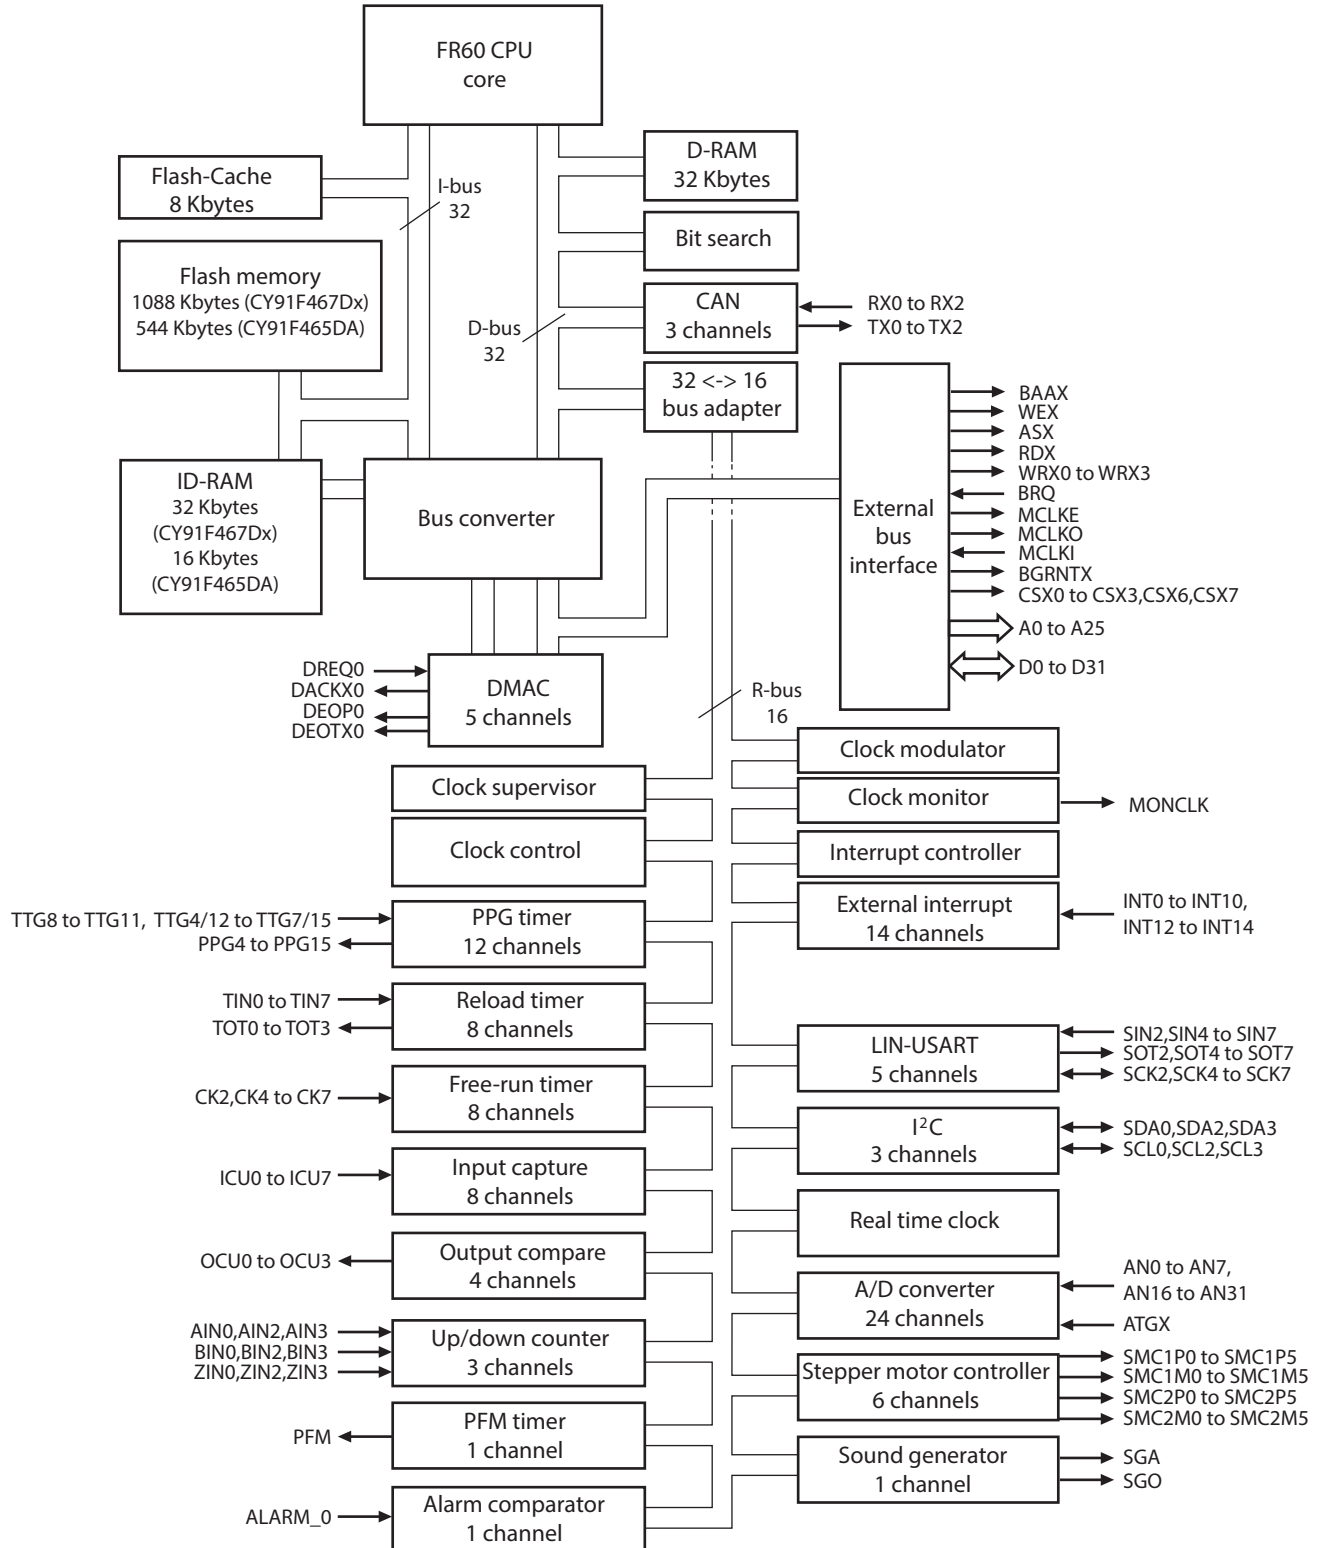 FR60 CPU
core
Flash-Cache
8 Kbytes
I-bus
32
D-RAM
32 Kbytes
Bit search
Flash memory
1088 Kbytes (CY91F467Dx)
544 Kbytes (CY91F465DA)
D-bus
32
CAN
3 channels
RX0 to RX2
TX0 to TX2
32 <-> 16
bus adapter
ID-RAM
32 Kbytes
(CY91F467Dx)
16 Kbytes
(CY91F465DA)
Bus converter
External
bus
interface
BAAX
WEX
ASX
RDX
WRX0 to WRX3
BRQ
MCLKE
MCLKO
MCLKI
BGRNTX
CSX0 to CSX3,CSX6,CSX7
A0 to A25
D0 to D31
DREQ0
DACKX0
DEOP0
DEOTX0
DMAC
5 channels
R-bus
16
Clock supervisor
Clock control
TTG8 to TTG11, TTG4/12 to TTG7/15
PPG4 to PPG15
PPG timer
12 channels
TIN0 to TIN7
TOT0 to TOT3
Reload timer
8 channels
CK2,CK4 to CK7
Free-run timer
8 channels
ICU0 to ICU7
Input capture
8 channels
OCU0 to OCU3
Output compare
4 channels
AIN0,AIN2,AIN3
BIN0,BIN2,BIN3
ZIN0,ZIN2,ZIN3
Up/down counter
3 channels
PFM
PFM timer
1 channel
ALARM_0
Alarm comparator
1 channel
Clock modulator
Clock monitor
MONCLK
Interrupt controller
External interrupt
14 channels
INT0 to INT10,
INT12 to INT14
LIN-USART
5 channels
SIN2,SIN4 to SIN7
SOT2,SOT4 to SOT7
SCK2,SCK4 to SCK7
I²C
3 channels
SDA0,SDA2,SDA3
SCL0,SCL2,SCL3
Real time clock
A/D converter
24 channels
AN0 to AN7,
AN16 to AN31
ATGX
Stepper motor controller
6 channels
SMC1P0 to SMC1P5
SMC1M0 to SMC1M5
SMC2P0 to SMC2P5
SMC2M0 to SMC2M5
Sound generator
1 channel
SGA
SGO